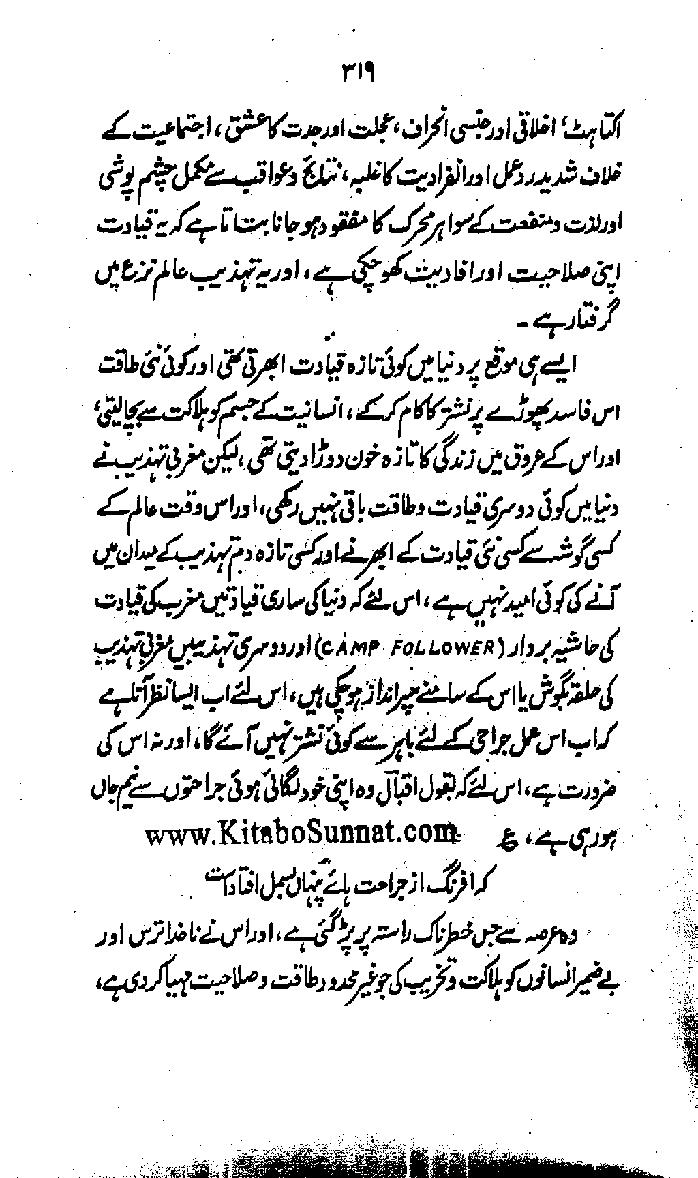 ۳۱۹
اکتاہٹ، اخلاقی اور جنسی انحراف، عجلت اور جدت کا عشق، اجتماعیت کے
خلاف شدید ردعمل اور انفرادیت کا غلبہ، نتائج و عواقب سے مکمل چشم پوشی
اور لذت و منفعت کے سوا ہر محرک کا مفقود ہو جانا بتاتا ہے کہ یہ قیادت
اپنی صلاحیت اور افادیت کھو چکی ہے، اور یہ تہذیب عالم نزع میں
گرفتار ہے۔
ایسے ہی موقع پر دنیا میں کوئی تازہ قیادت ابھرتی تھی اور کوئی نئی طاقت
اس فاسد پھوڑے پر نشتر کا کام کر کے، انسانیت کے جسم کو ہلاکت سے بچا لیتی،
اور اس کے عروق میں زندگی کا تازہ خون دوڑا دیتی تھی، لیکن مغربی تہذیب نے
دنیا میں کوئی دوسری قیادت و طاقت باقی نہیں رکھی، اور اس وقت عالم کے
کسی گوشہ سے کسی نئی قیادت کے ابھرنے اور کسی تازہ دم تہذیب کے میدان میں
آنے کی کوئی امید نہیں ہے، اس لئے کہ دنیا کی ساری قیادتیں مغرب کی قیادت
کی حاشیہ بردار (CAMP FOLLOWER) اور دوسری تہذیبیں مغربی تہذیب
کی حلقہ بگوش یا اس کے سامنے سپر انداز ہو چکی ہیں، اس لئے اب ایسا نظر آتا ہے
کہ اب اس عمل جراحی کے لئے باہر سے کوئی نشتر نہیں آئے گا، اور نہ اس کی
ضرورت ہے، اس لئے کہ بقول اقبال وہ اپنی خود لگائی ہوئی جراحتوں سے نیم جاں
ہو رہی ہے، ع www.KitaboSunnat.com
کہ افرنگ از جراحت ہائے پنہاں بسمل افتاد است
وہ عرصہ سے جس خطرناک راستہ پر پڑ گئی ہے، اور اس نے ناخدا ترس اور
بے ضمیر انسانوں کو ہلاکت و تخریب کی جو غیر محدود طاقت و صلاحیت مہیا کر دی ہے،